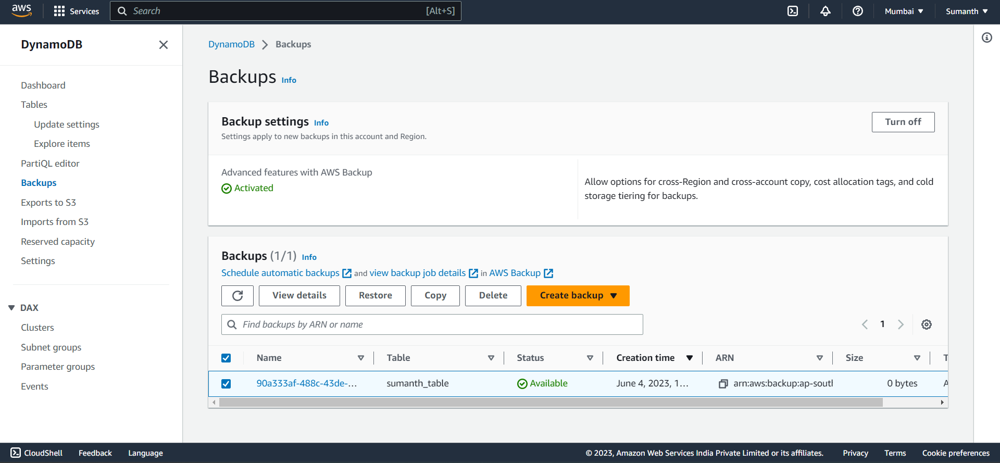 aws
Services
Search
[Alt+S]
Mumbai
Sumanth
DynamoDB
Dashboard
Tables
Update settings
Explore items
PartiQL editor
Backups
Exports to S3
Imports from S3
Reserved capacity
Settings
DAX
Clusters
Subnet groups
Parameter groups
Events
DynamoDB > Backups
Backups Info
Backup settings Info
Turn off
Settings apply to new backups in this account and Region.
Advanced features with AWS Backup
Activated
Allow options for cross-Region and cross-account copy, cost allocation tags, and cold
storage tiering for backups.
Backups (1/1) Info
Schedule automatic backups and view backup job details in AWS Backup
View details
Restore
Copy
Delete
Create backup
Find backups by ARN or name
1
Name Table Status Creation time ARN Size T
90a333af-488c-43de-... sumanth_table Available June 4, 2023, 1... arn:aws:backup:ap-south 0 bytes A
CloudShell Feedback Language
© 2023, Amazon Web Services India Private Limited or its affiliates. Privacy Terms Cookie preferences